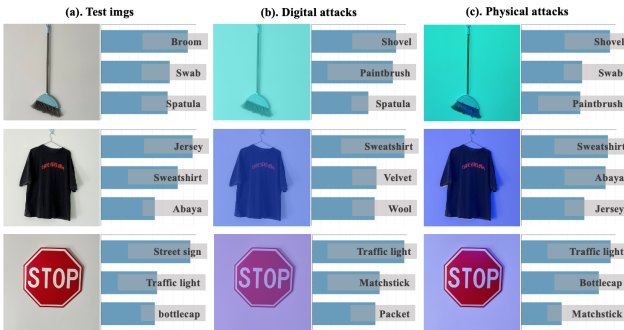 (a). Test imgs (b). Digital attacks (c). Physical attacks
Broom Shovel Shovel
Swab Paintbrush Swab
Spatula Spatula Paintbrush
Jersey Sweatshirt Sweatshirt
Sweatshirt Velvet Abaya
Abaya Wool Jersey
Street sign Traffic light Traffic light
STOP Traffic light STOP Matchstick STOP Bottlecap
bottlecap Packet Matchstick